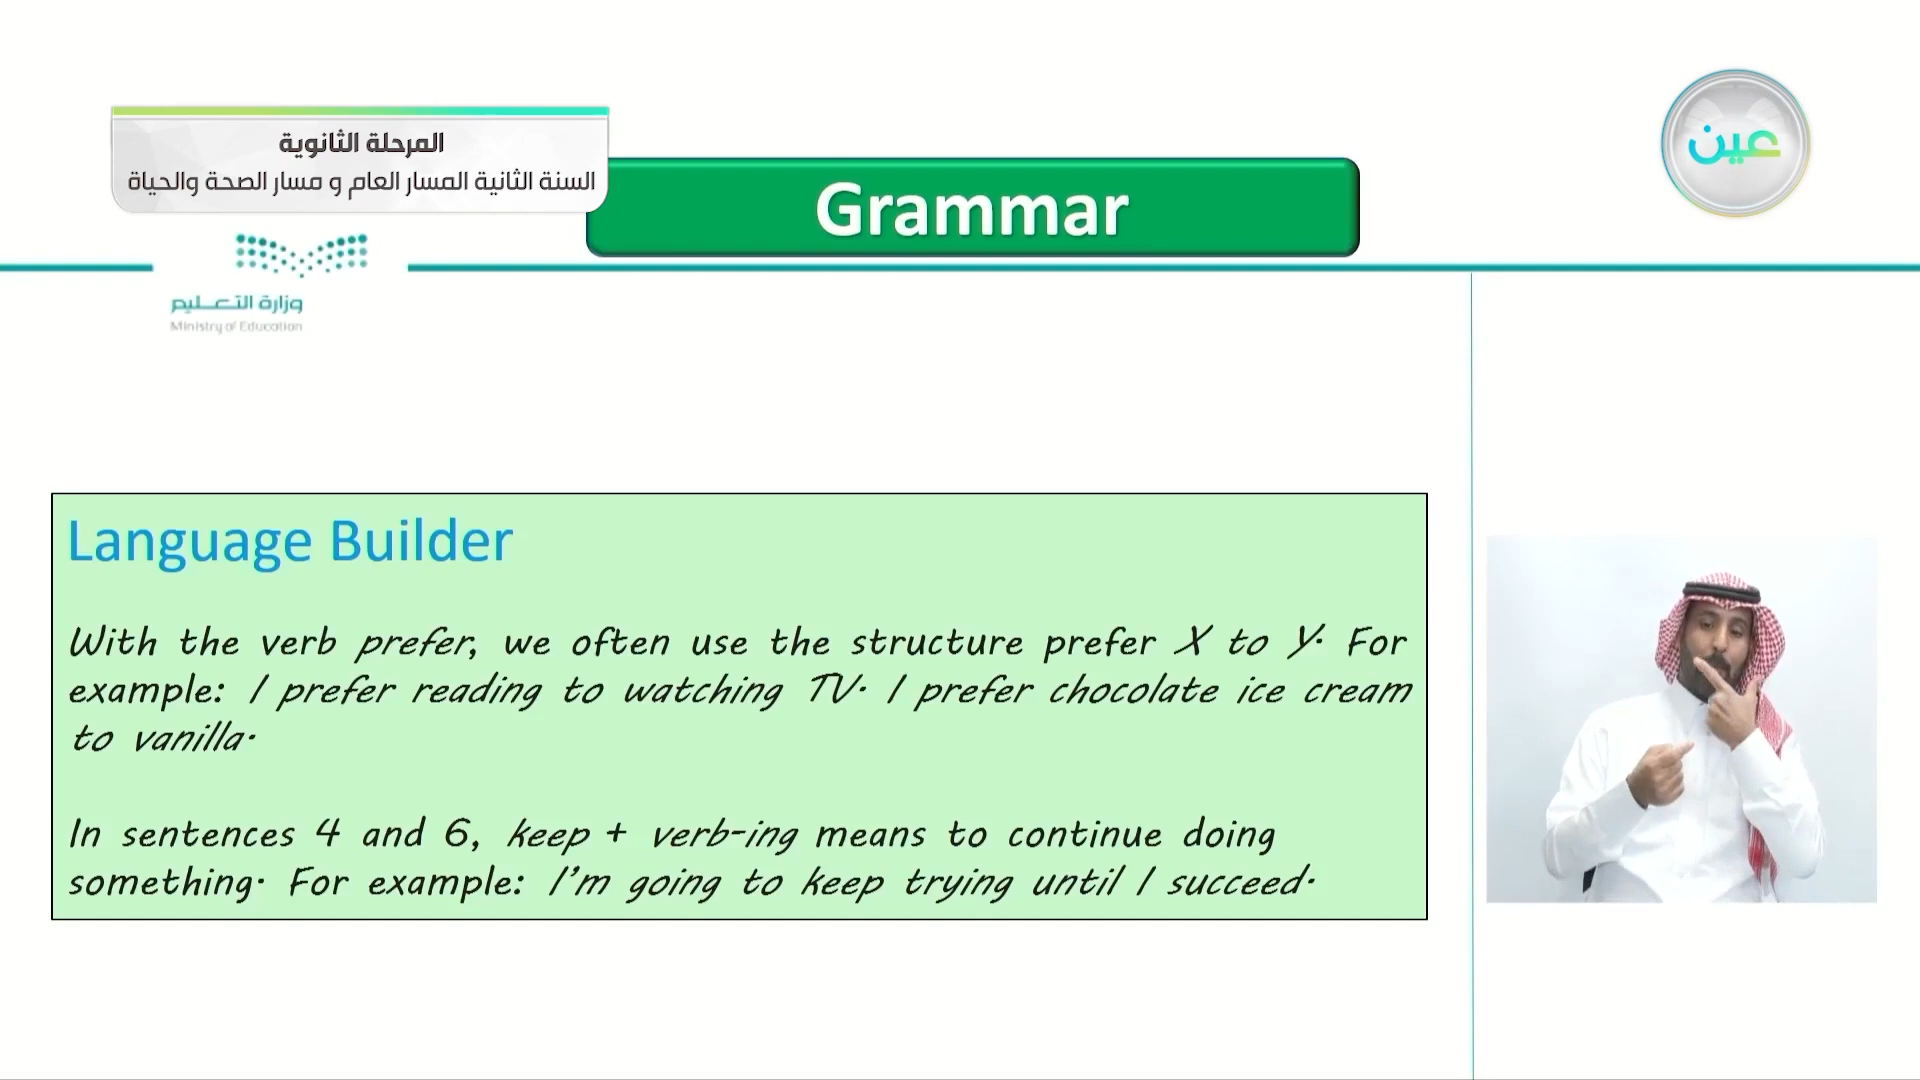 المرحلة الثانوية
السنة الثانية المسار العام و مسار الصحة والحياة
عين
Grammar
وزارة التعليم
Ministry of Education
Language Builder
With the verb prefer, we often use the structure prefer X to Y. For
example: I prefer reading to watching TV. I prefer chocolate ice cream
to vanilla.
In sentences 4 and 6, keep + verb-ing means to continue doing
something. For example: I'm going to keep trying until I succeed.